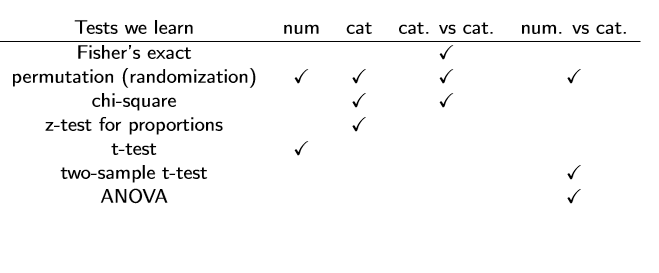 Tests we learn num cat cat. vs cat. num. vs cat.
Fisher's exact ✓
permutation (randomization) ✓ ✓ ✓ ✓
chi-square ✓ ✓
z-test for proportions ✓
t-test ✓
two-sample t-test ✓
ANOVA ✓